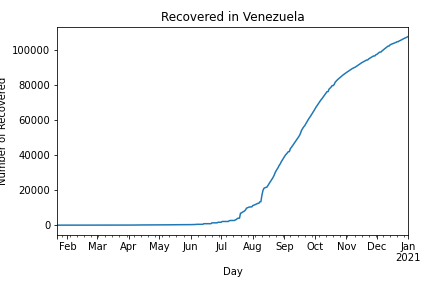 Recovered in Venezuela
Number of Recovered
100000
80000
60000
40000
20000
0
Feb Mar Apr May Jun Jul Aug Sep Oct Nov Dec Jan
2021
Day